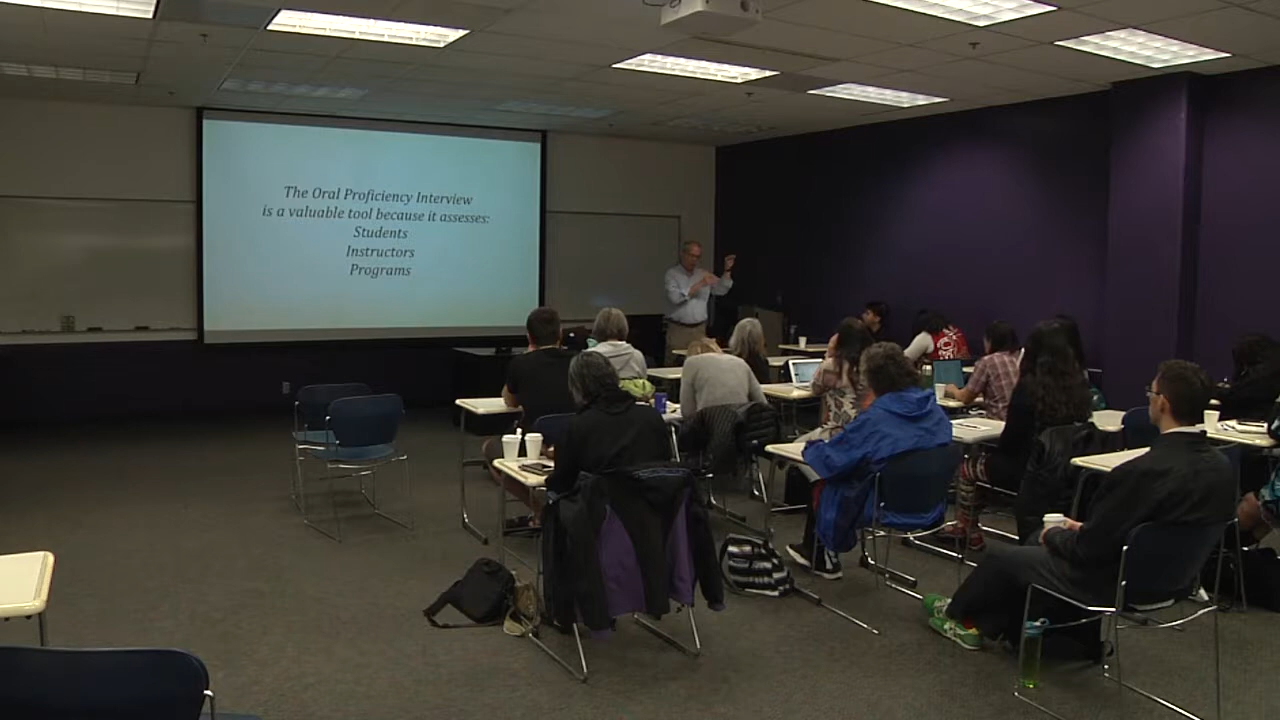 The Oral Proficiency Interview
is a valuable tool because it assesses:
Students
Instructors
Programs